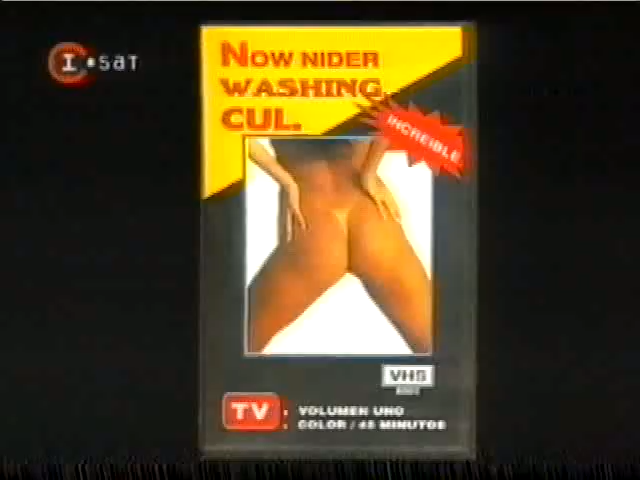 I•sat
NOW NIDER
WASHING
CUL.
INCREIBLE
VHS
TV: VOLUMEN UNO
COLOR / 45 MINUTOS